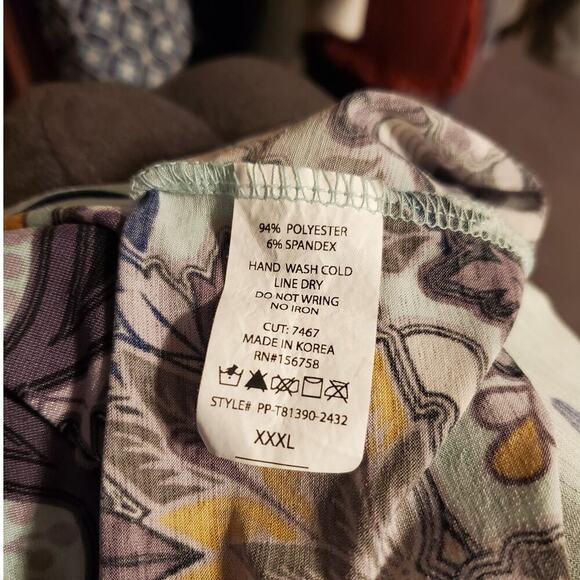 94% POLYESTER
6% SPANDEX
HAND WASH COLD
LINE DRY
DO NOT WRING
NO IRON
CUT: 7467
MADE IN KOREA
RN#156758
STYLE# PP-T81390-2432
XXXL